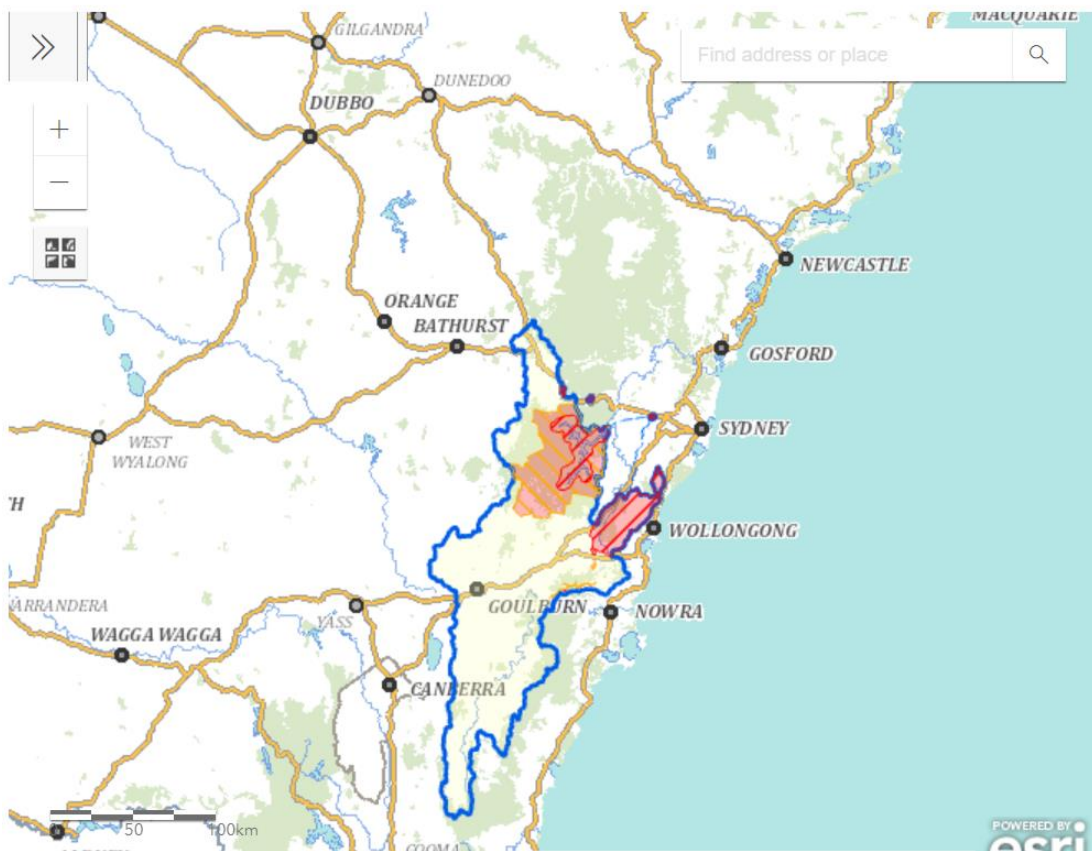 MACQUARIE
GILGANDRA
Find address or place
DUNEDOO
DUBBO
NEWCASTLE
ORANGE
BATHURST
GOSFORD
SYDNEY
WEST
WYALONG
WOLLONGONG
GOULBURN
NOWRA
YASS
WAGGA WAGGA
CANBERRA
50
100km
COOMA
POWERED BY
esri